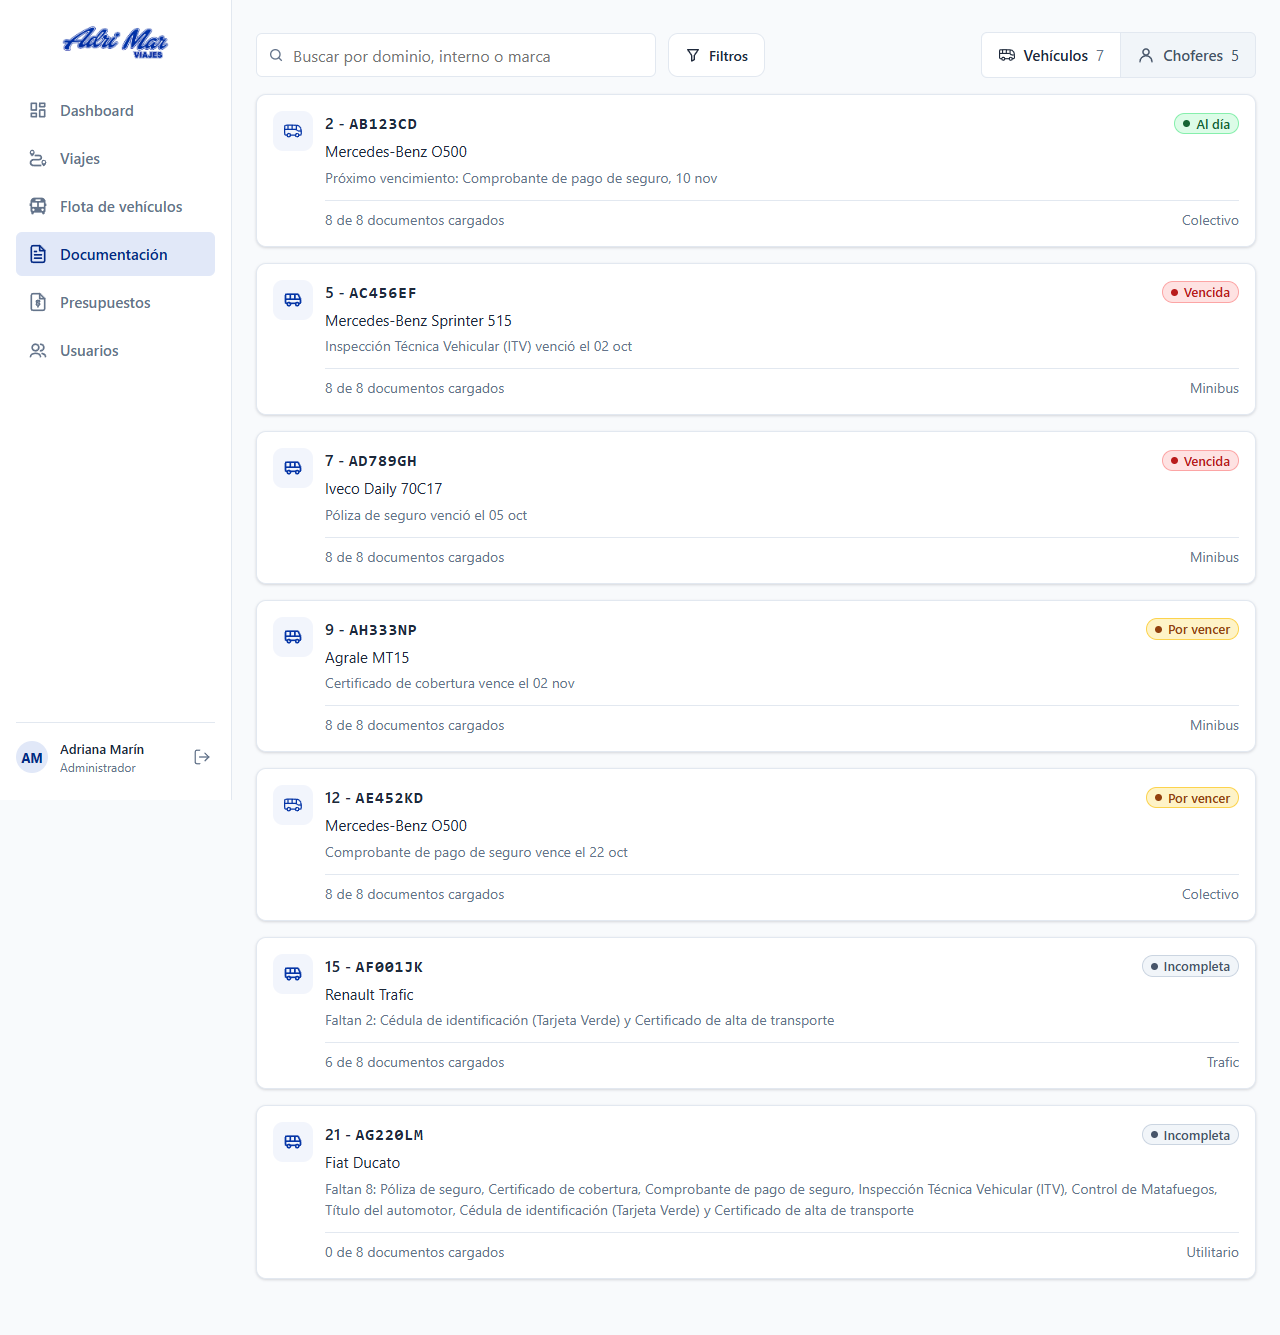 Adri Mar
VIAJES
Dashboard
Viajes
Flota de vehículos
Documentación
Presupuestos
Usuarios
AM
Adriana Marín
Administrador
Buscar por dominio, interno o marca
Filtros
Vehículos 7
Choferes 5
2 - AB123CD
Al día
Mercedes-Benz O500
Próximo vencimiento: Comprobante de pago de seguro, 10 nov
8 de 8 documentos cargados
Colectivo
5 - AC456EF
Vencida
Mercedes-Benz Sprinter 515
Inspección Técnica Vehicular (ITV) venció el 02 oct
8 de 8 documentos cargados
Minibus
7 - AD789GH
Vencida
Iveco Daily 70C17
Póliza de seguro venció el 05 oct
8 de 8 documentos cargados
Minibus
9 - AH333NP
Por vencer
Agrale MT15
Certificado de cobertura vence el 02 nov
8 de 8 documentos cargados
Minibus
12 - AE452KD
Por vencer
Mercedes-Benz O500
Comprobante de pago de seguro vence el 22 oct
8 de 8 documentos cargados
Colectivo
15 - AF001JK
Incompleta
Renault Trafic
Faltan 2: Cédula de identificación (Tarjeta Verde) y Certificado de alta de transporte
6 de 8 documentos cargados
Trafic
21 - AG220LM
Incompleta
Fiat Ducato
Faltan 8: Póliza de seguro, Certificado de cobertura, Comprobante de pago de seguro, Inspección Técnica Vehicular (ITV), Control de Matafuegos,
Título del automotor, Cédula de identificación (Tarjeta Verde) y Certificado de alta de transporte
0 de 8 documentos cargados
Utilitario